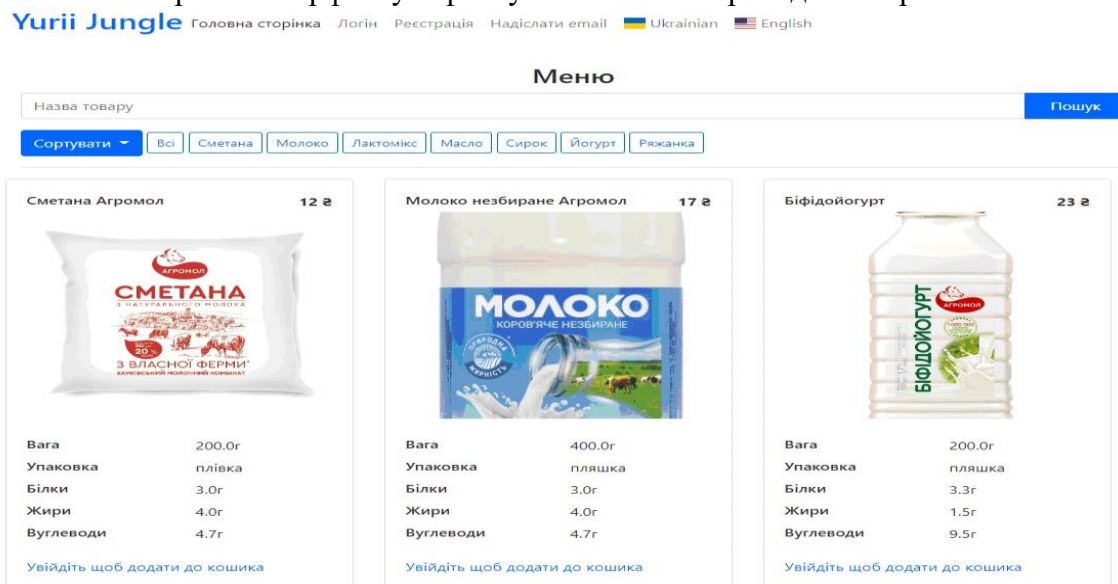 Yurii Jungle Головна сторінка Логін Реєстрація Надіслати email Ukrainian English
Меню
Назва товару Пошук
Сортувати Всі Сметана Молоко Лактомікс Масло Сирок Йогурт Ряжанка
Сметана Агромол 12 ₴
АГРОМОЛ
СМЕТАНА
З НАТУРАЛЬНОГО МОЛОКА
20 %
З ВЛАСНОЇ ФЕРМИ
Вага 200.0г
Упаковка плівка
Білки 3.0г
Жири 4.0г
Вуглеводи 4.7г
Увійдіть щоб додати до кошика
Молоко незбиране Агромол 17 ₴
МОЛОКО
КОРОВ'ЯЧЕ НЕЗБИРАНЕ
ПРИРОДНА
ЖИРНІСТЬ
Вага 400.0г
Упаковка пляшка
Білки 3.0г
Жири 4.0г
Вуглеводи 4.7г
Увійдіть щоб додати до кошика
Біфідойогурт 23 ₴
АГРОМОЛ
БІФІДОЙОГУРТ
Вага 200.0г
Упаковка пляшка
Білки 3.3г
Жири 1.5г
Вуглеводи 9.5г
Увійдіть щоб додати до кошика